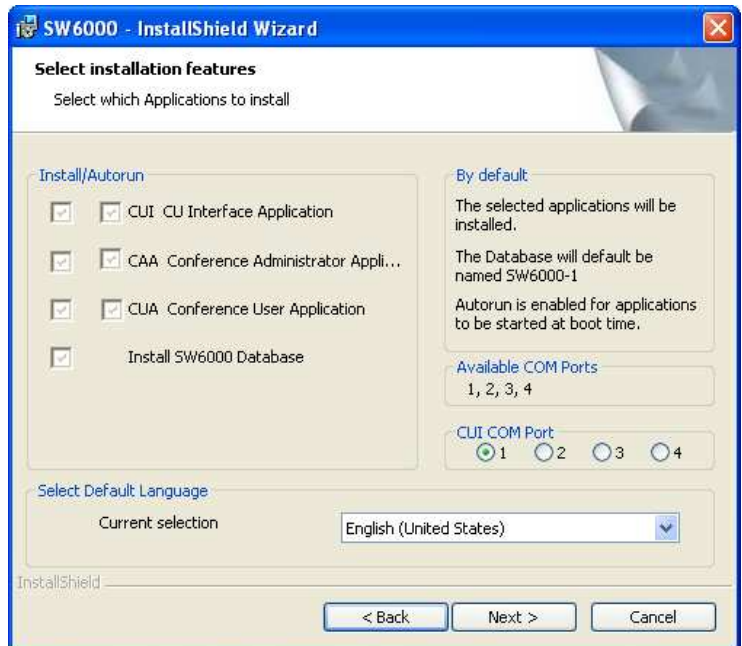 SW6000 - InstallShield Wizard
Select installation features
Select which Applications to install
Install/Autorun
CUI CU Interface Application
CAA Conference Administrator Appli...
CUA Conference User Application
Install SW6000 Database
By default
The selected applications will be
installed.
The Database will default be
named SW6000-1
Autorun is enabled for applications
to be started at boot time.
Available COM Ports
1, 2, 3, 4
CUI COM Port
1 2 3 4
Select Default Language
Current selection
English (United States)
InstallShield
< Back Next > Cancel